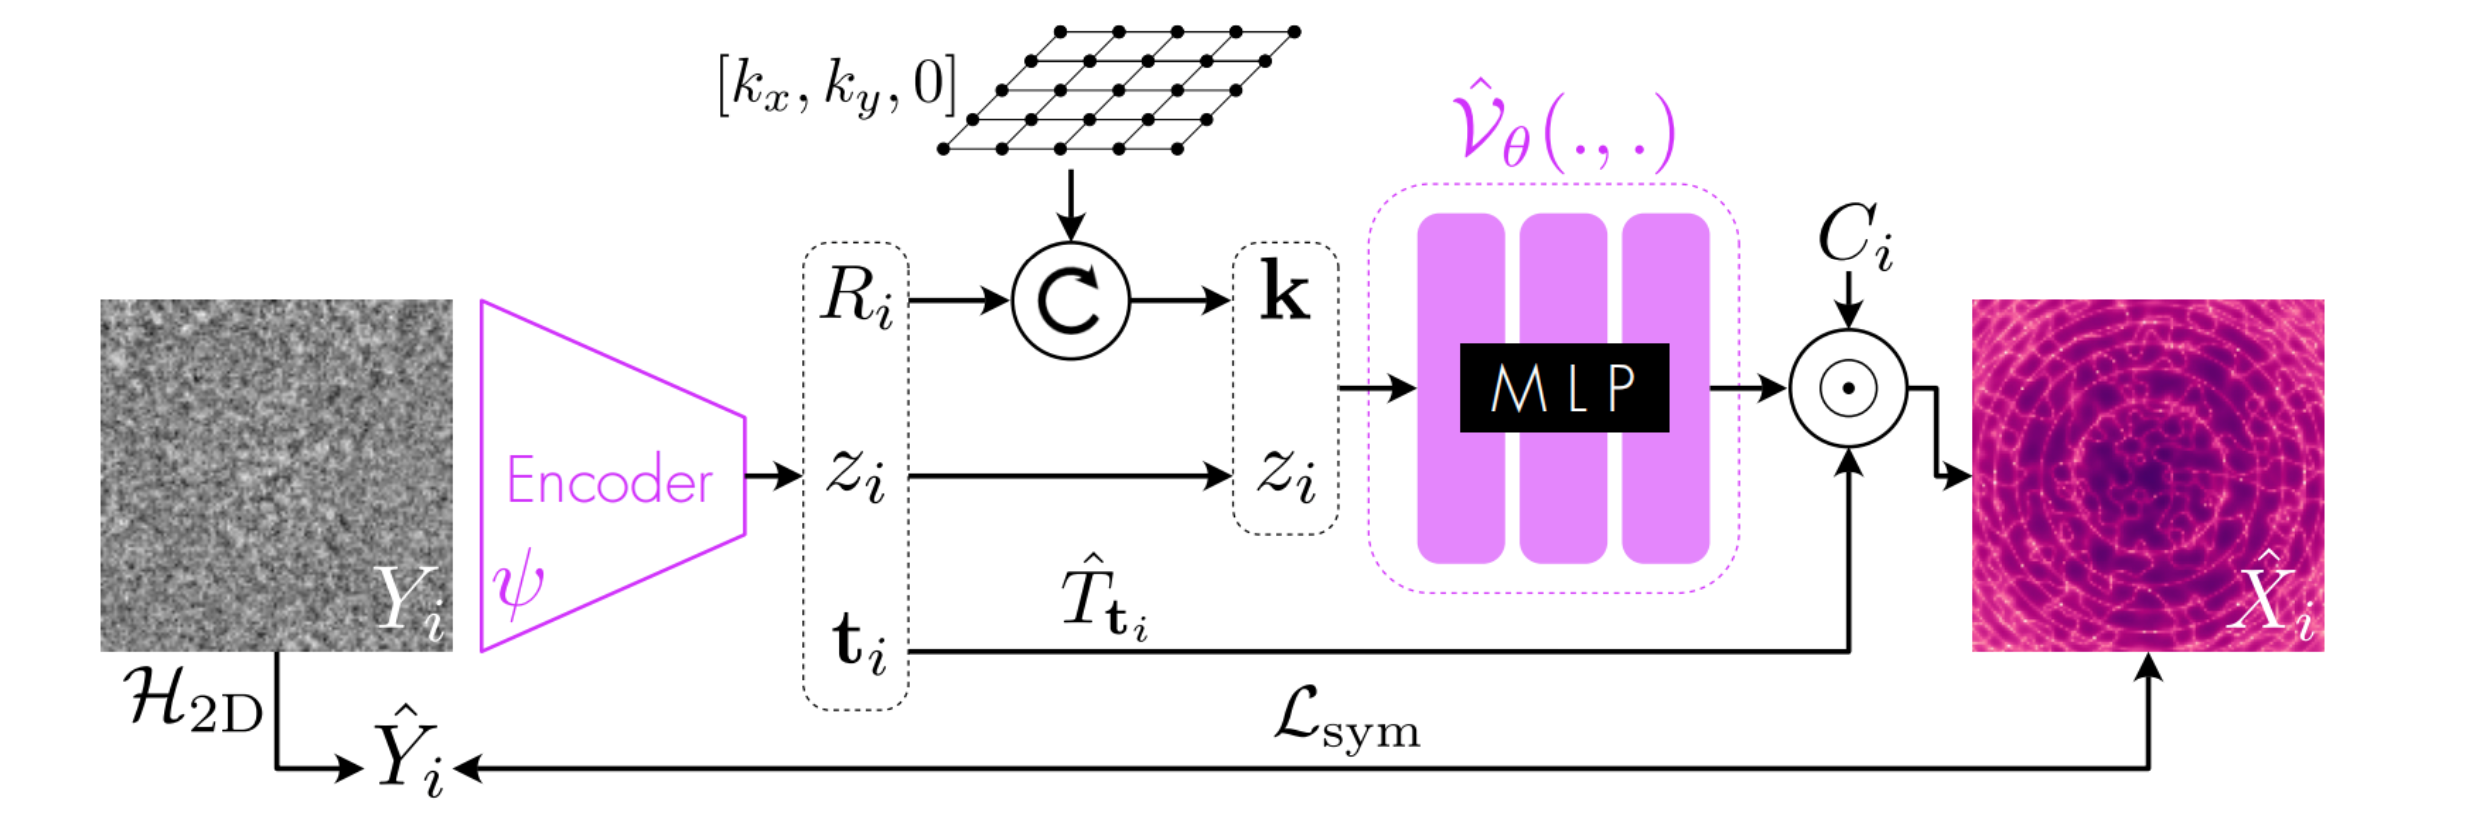 [k_x, k_y, 0]
\hat{\mathcal{V}}_θ(.,.)
C_i
R_i
k
MLP
Encoder
z_i
z_i
ψ
Y_i
\hat{T}_{t_i}
\hat{X}_i
t_i
\mathcal{H}_{2D}
\mathcal{L}_{sym}
\hat{Y}_i